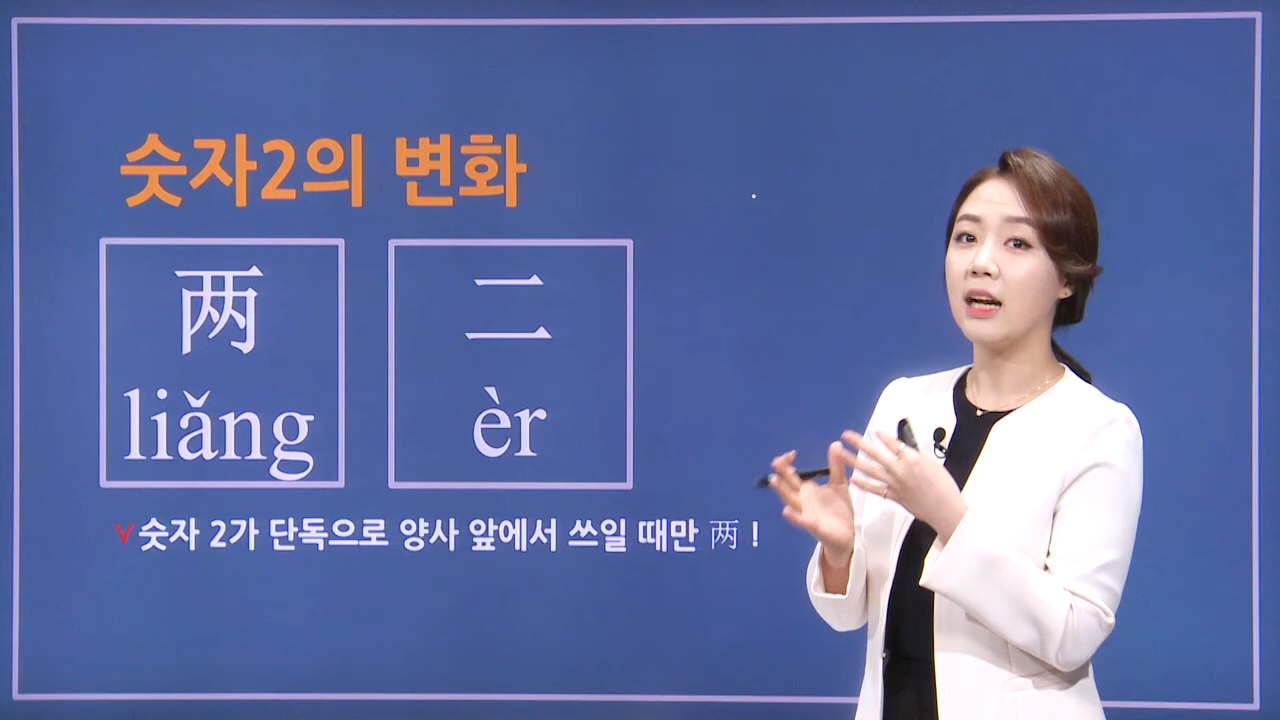 숫자2의 변화
两 二
liǎng èr
숫자 2가 단독으로 양사 앞에서 쓰일 때만 两 !